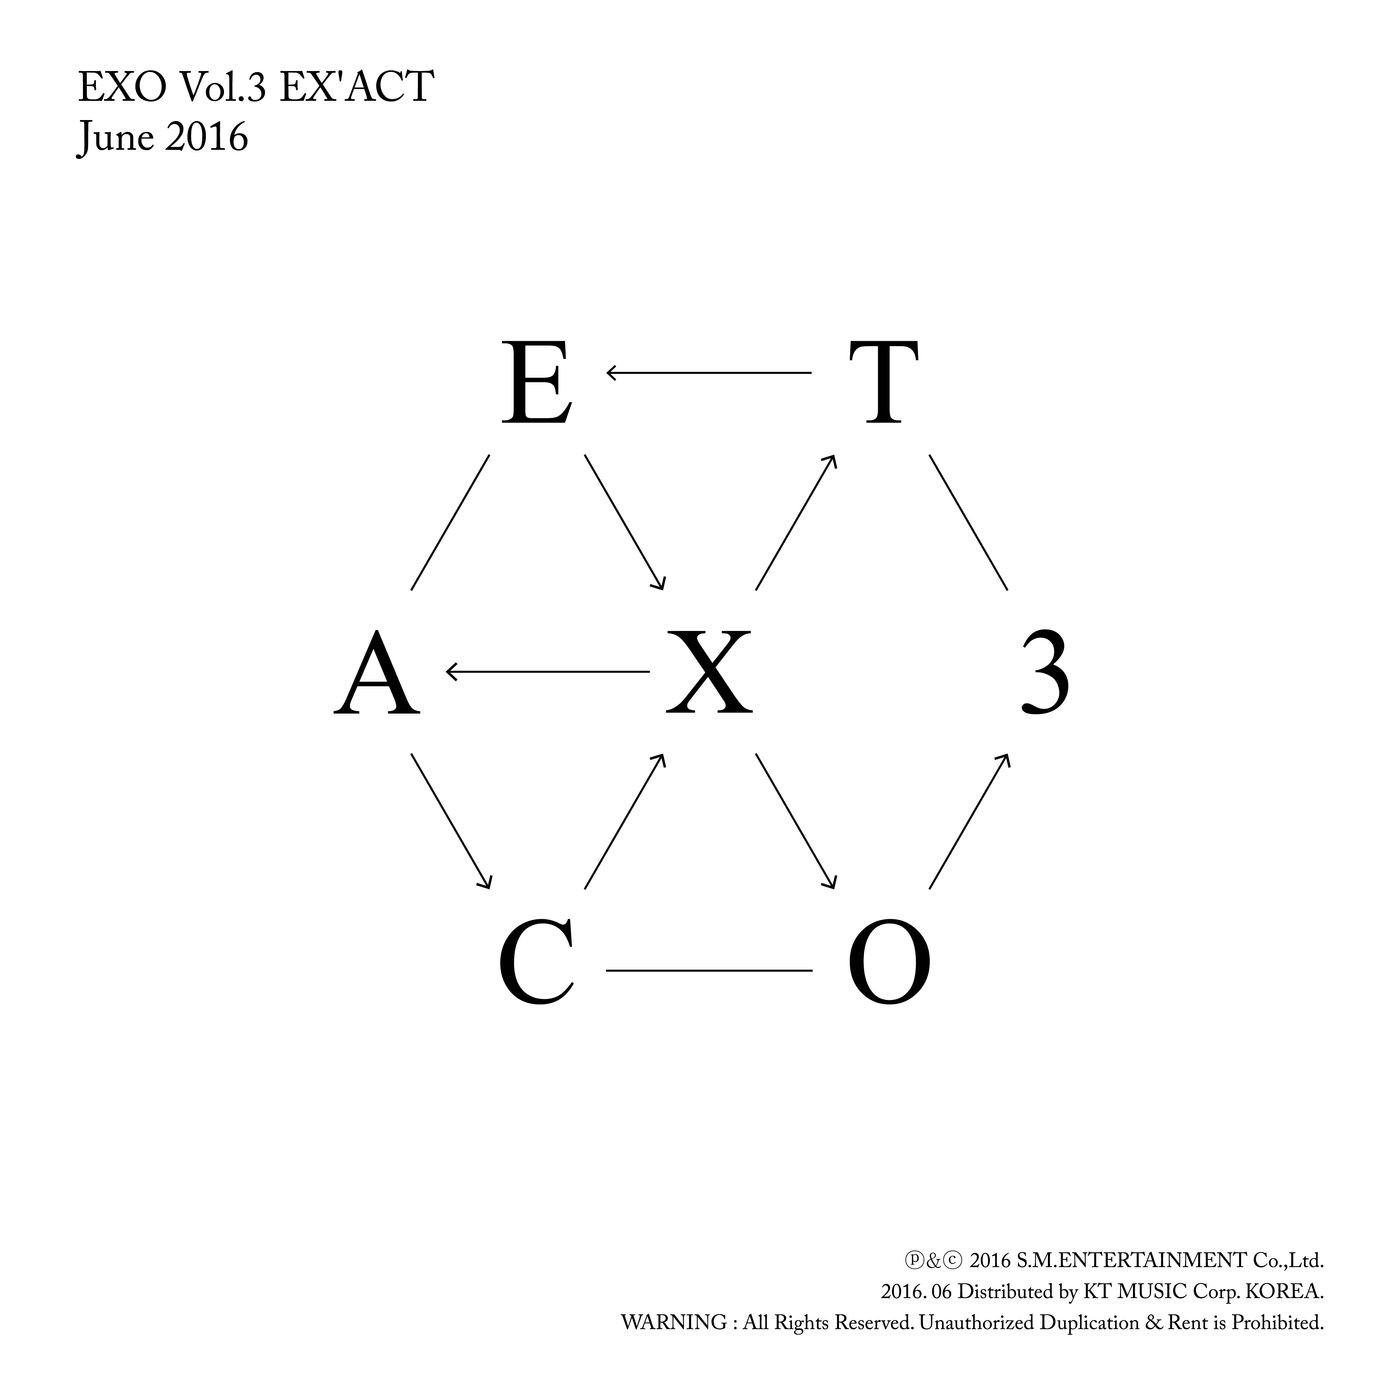 EXO Vol.3 EX'ACT
June 2016
E T
A X 3
C O
℗&© 2016 S.M.ENTERTAINMENT Co.,Ltd.
2016. 06 Distributed by KT MUSIC Corp. KOREA.
WARNING : All Rights Reserved. Unauthorized Duplication & Rent is Prohibited.